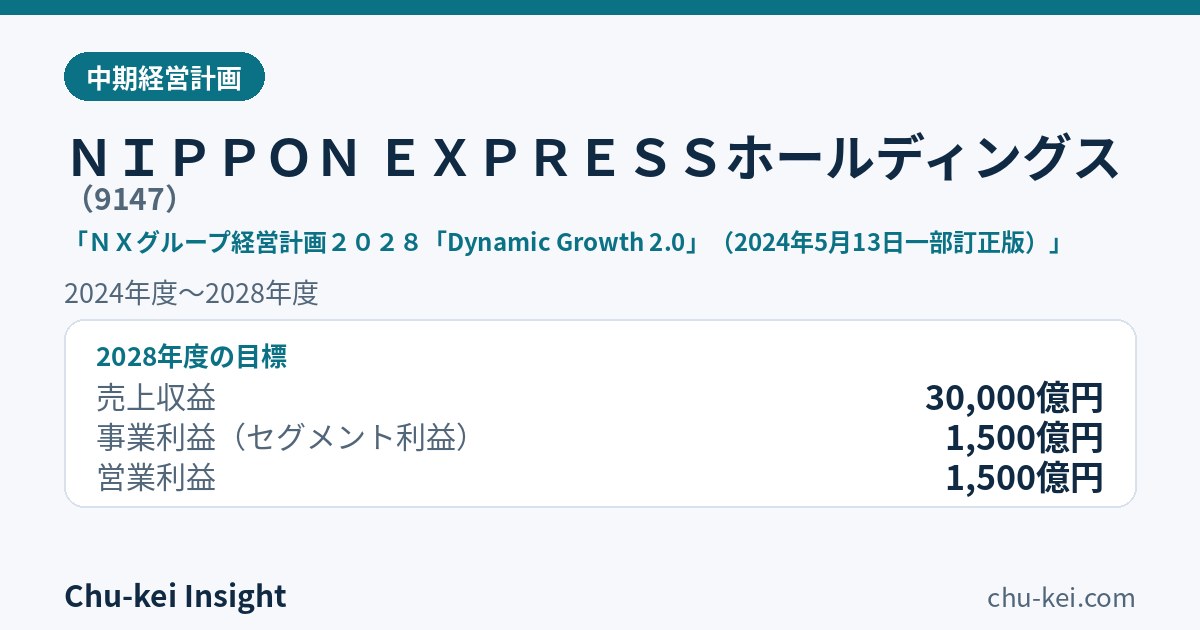 中期経営計画
ＮＩＰＰＯＮ ＥＸＰＲＥＳＳホールディングス
（9147）
「ＮＸグループ経営計画２０２８「Dynamic Growth 2.0」（2024年5月13日一部訂正版）」
2024年度〜2028年度
2028年度の目標
売上収益 30,000億円
事業利益（セグメント利益） 1,500億円
営業利益 1,500億円
Chu-kei Insight chu-kei.com